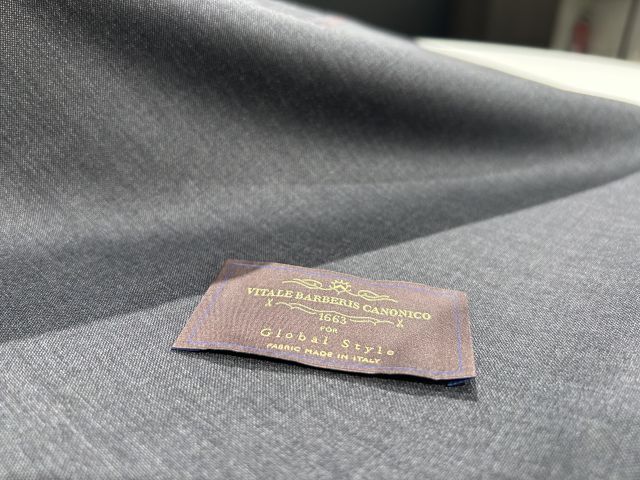 VITALE BARBERIS CANONICO
1663
FOR
Global Style
FABRIC MADE IN ITALY